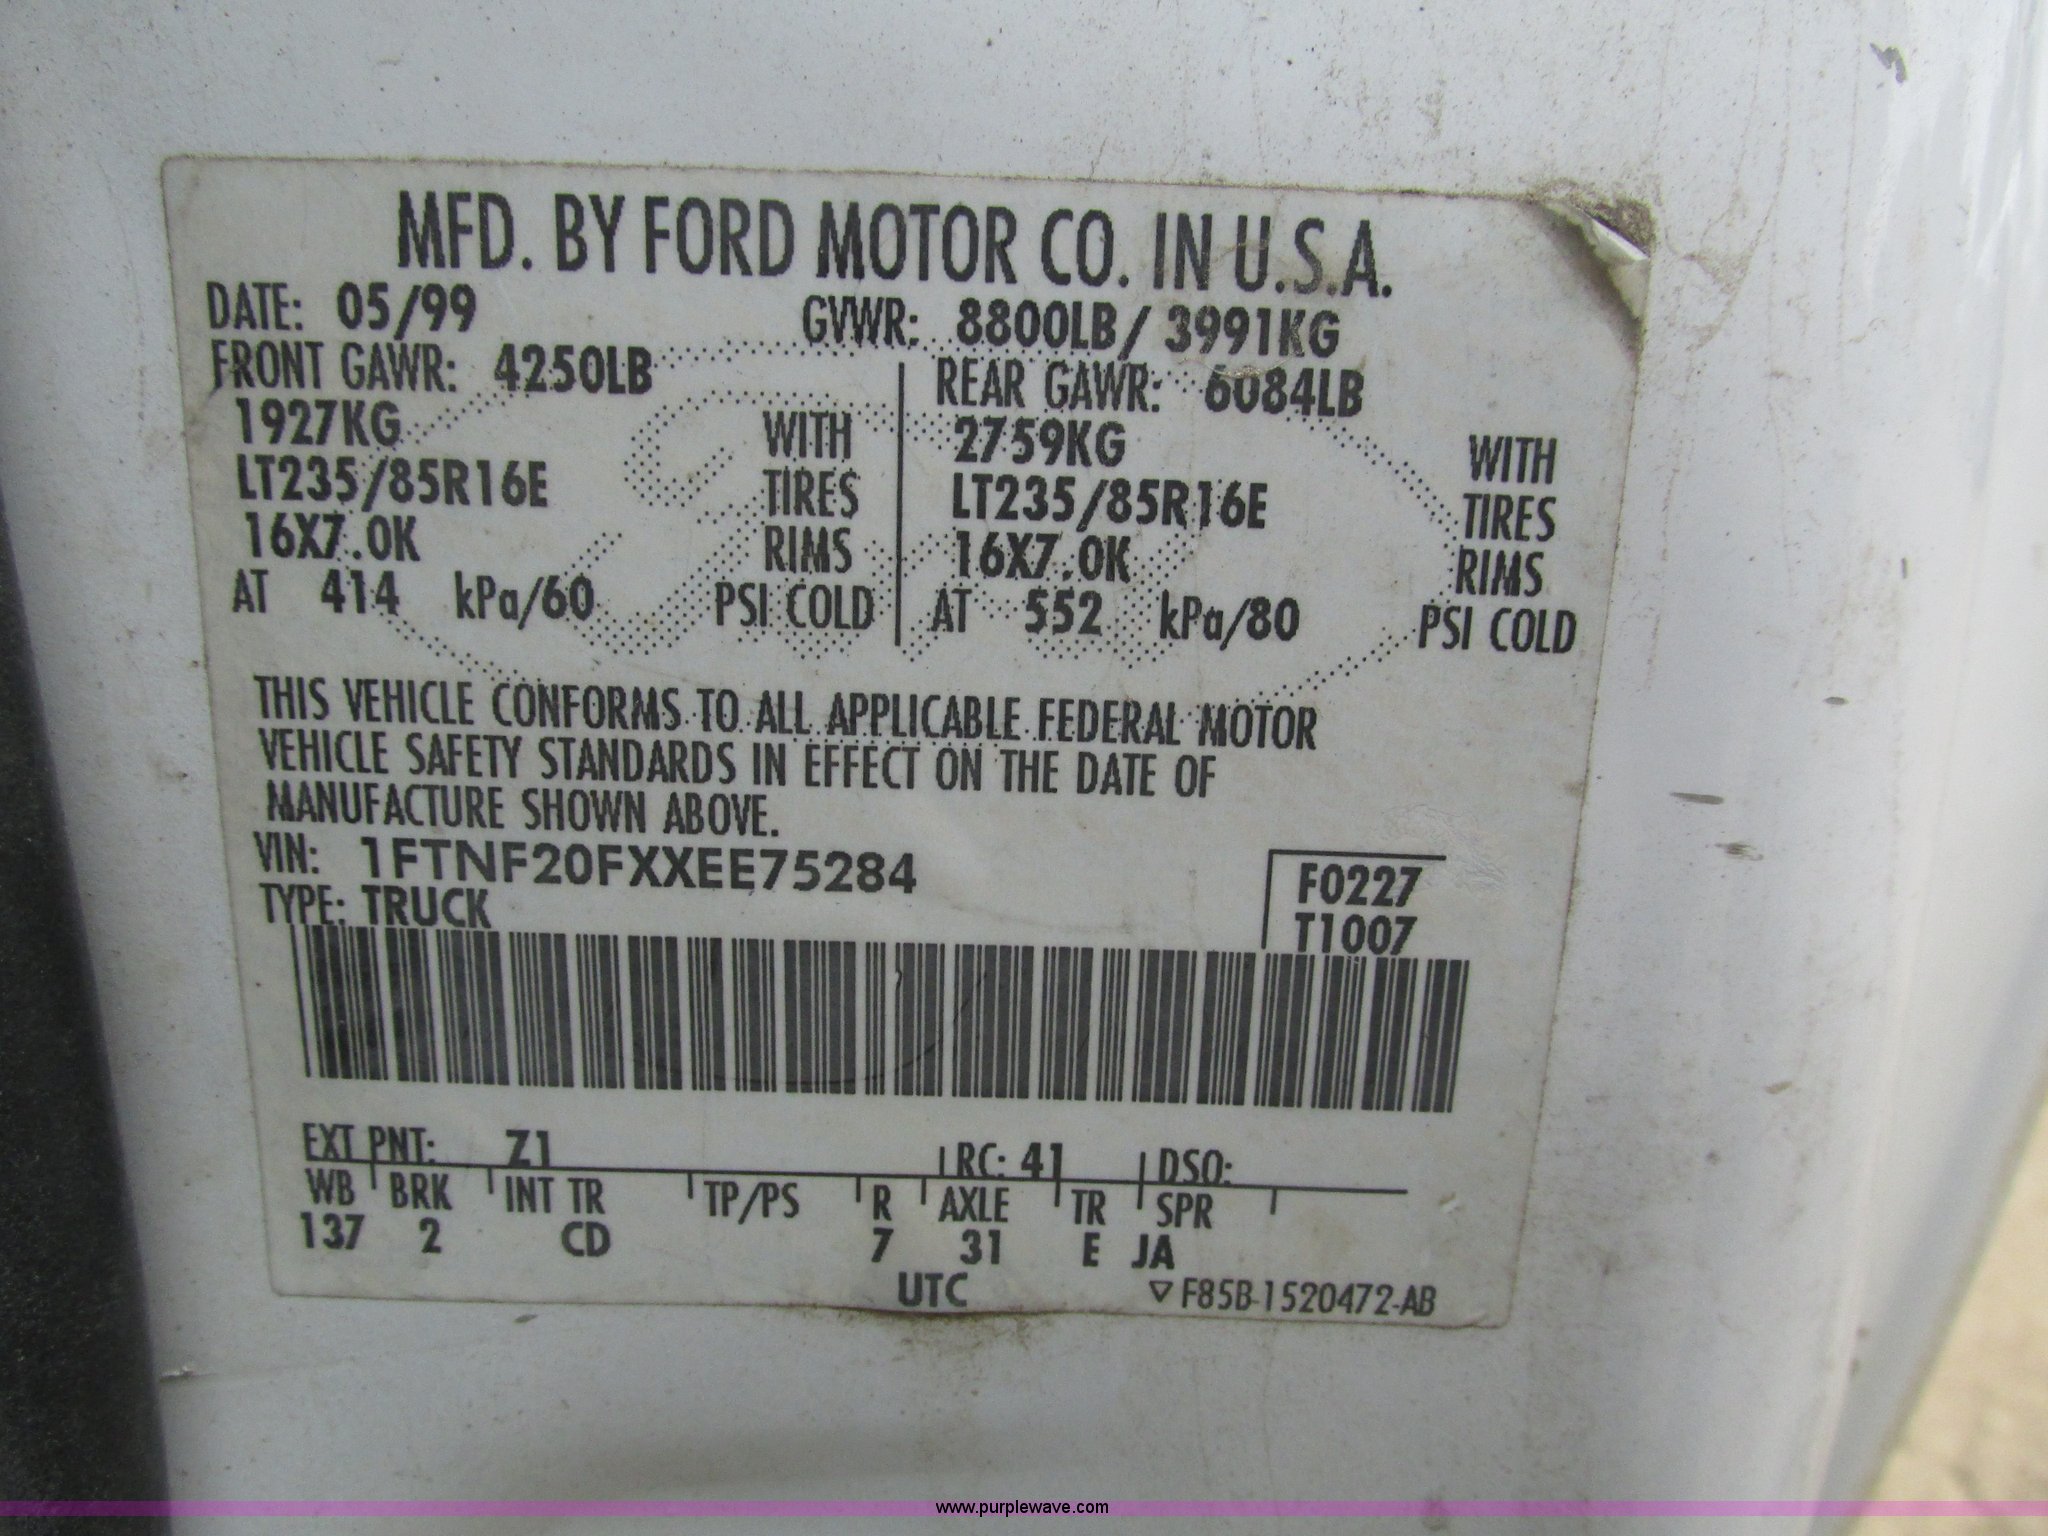 MFD. BY FORD MOTOR CO. IN U.S.A.
DATE: 05/99 GVWR: 8800LB/ 3991KG
FRONT GAWR: 4250LB REAR GAWR: 6084LB
1927KG WITH 2759KG WITH
LT235/85R16E TIRES LT235/85R16E TIRES
16X7.0K RIMS 16X7.0K RIMS
AT 414 kPa/60 PSI COLD AT 552 kPa/80 PSI COLD
THIS VEHICLE CONFORMS TO ALL APPLICABLE FEDERAL MOTOR
VEHICLE SAFETY STANDARDS IN EFFECT ON THE DATE OF
MANUFACTURE SHOWN ABOVE.
VIN: 1FTNF20FXXEE75284 F0227
TYPE: TRUCK T1007
EXT PNT: Z1 RC: 41 DSO:
WB BRK INT TR TP/PS R AXLE TR SPR
137 2 CD 7 31 E JA
UTC ▽ F85B-1520472-AB
www.purplewave.com